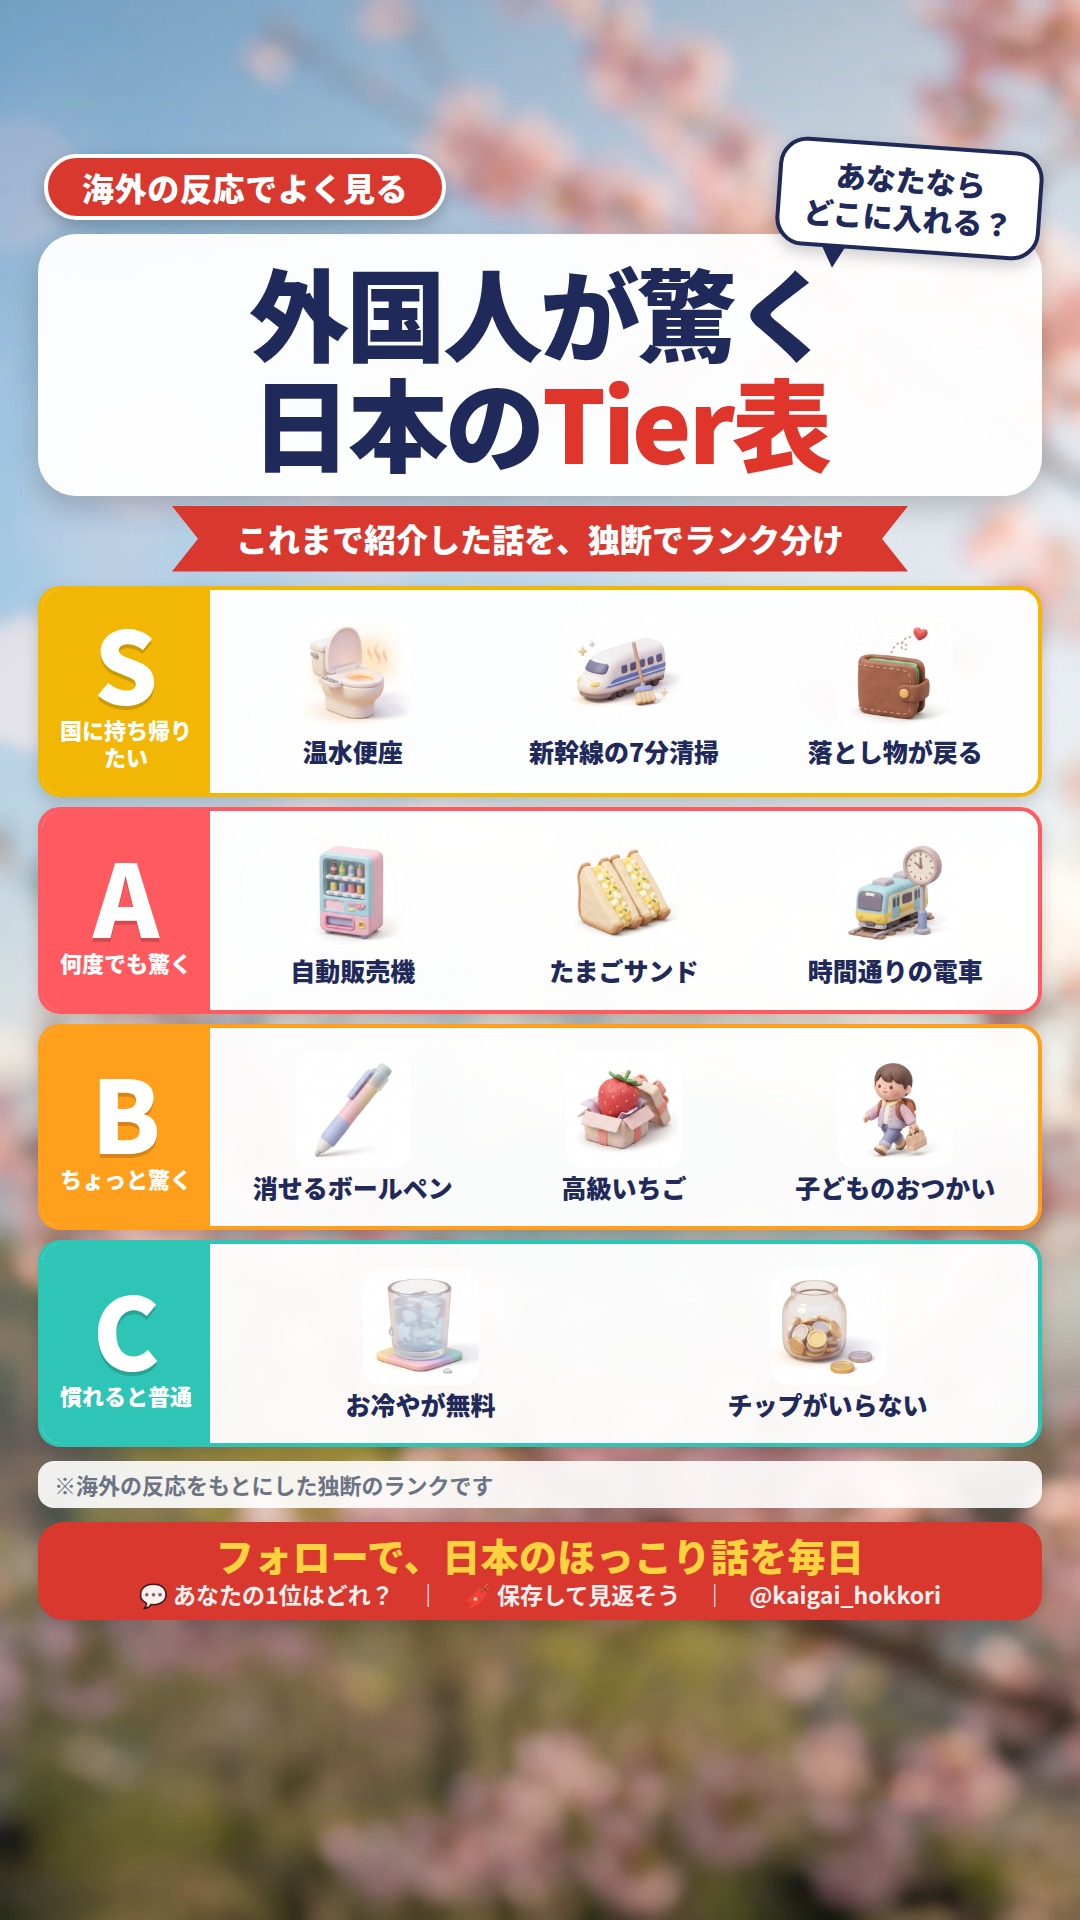 海外の反応でよく見る
あなたなら
どこに入れる？
外国人が驚く
日本のTier表
これまで紹介した話を、独断でランク分け
S
国に持ち帰り
たい
温水便座
新幹線の7分清掃
落とし物が戻る
A
何度でも驚く
自動販売機
たまごサンド
時間通りの電車
B
ちょっと驚く
消せるボールペン
高級いちご
子どものおつかい
C
慣れると普通
お冷やが無料
チップがいらない
※海外の反応をもとにした独断のランクです
フォローで、日本のほっこり話を毎日
💬 あなたの1位はどれ？ ｜ 🔖 保存して見返そう ｜ @kaigai_hokkori